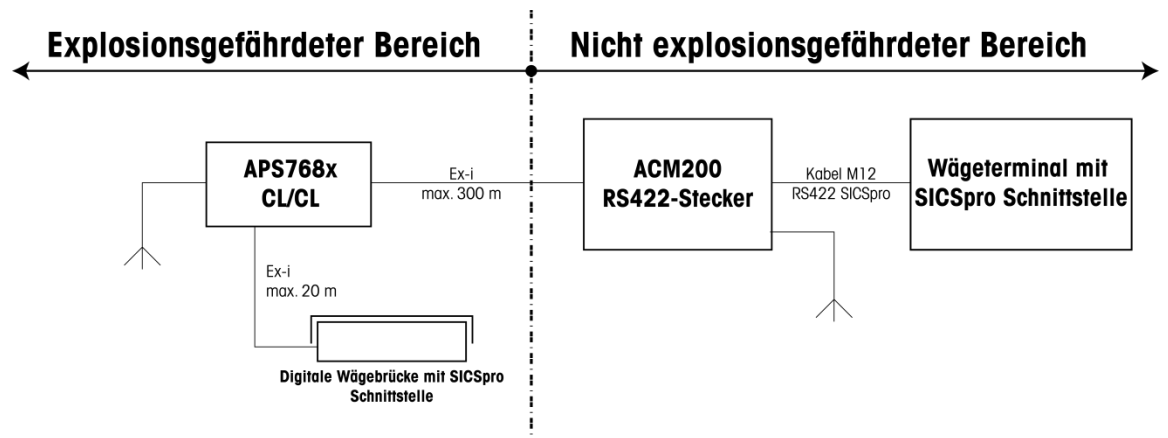 Explosionsgefährdeter Bereich
Nicht explosionsgefährdeter Bereich
APS768x
CL/CL
Ex-i
max. 300 m
ACM200
RS422-Stecker
Kabel M12
RS422 SICSpro
Wägeterminal mit
SICSpro Schnittstelle
Ex-i
max. 20 m
Digitale Wägebrücke mit SICSpro
Schnittstelle